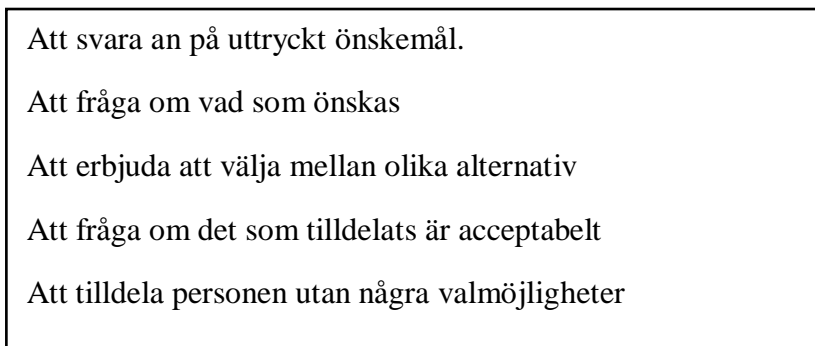 Att svara an på uttryckt önskemål.
Att fråga om vad som önskas
Att erbjuda att välja mellan olika alternativ
Att fråga om det som tilldelats är acceptabelt
Att tilldela personen utan några valmöjligheter